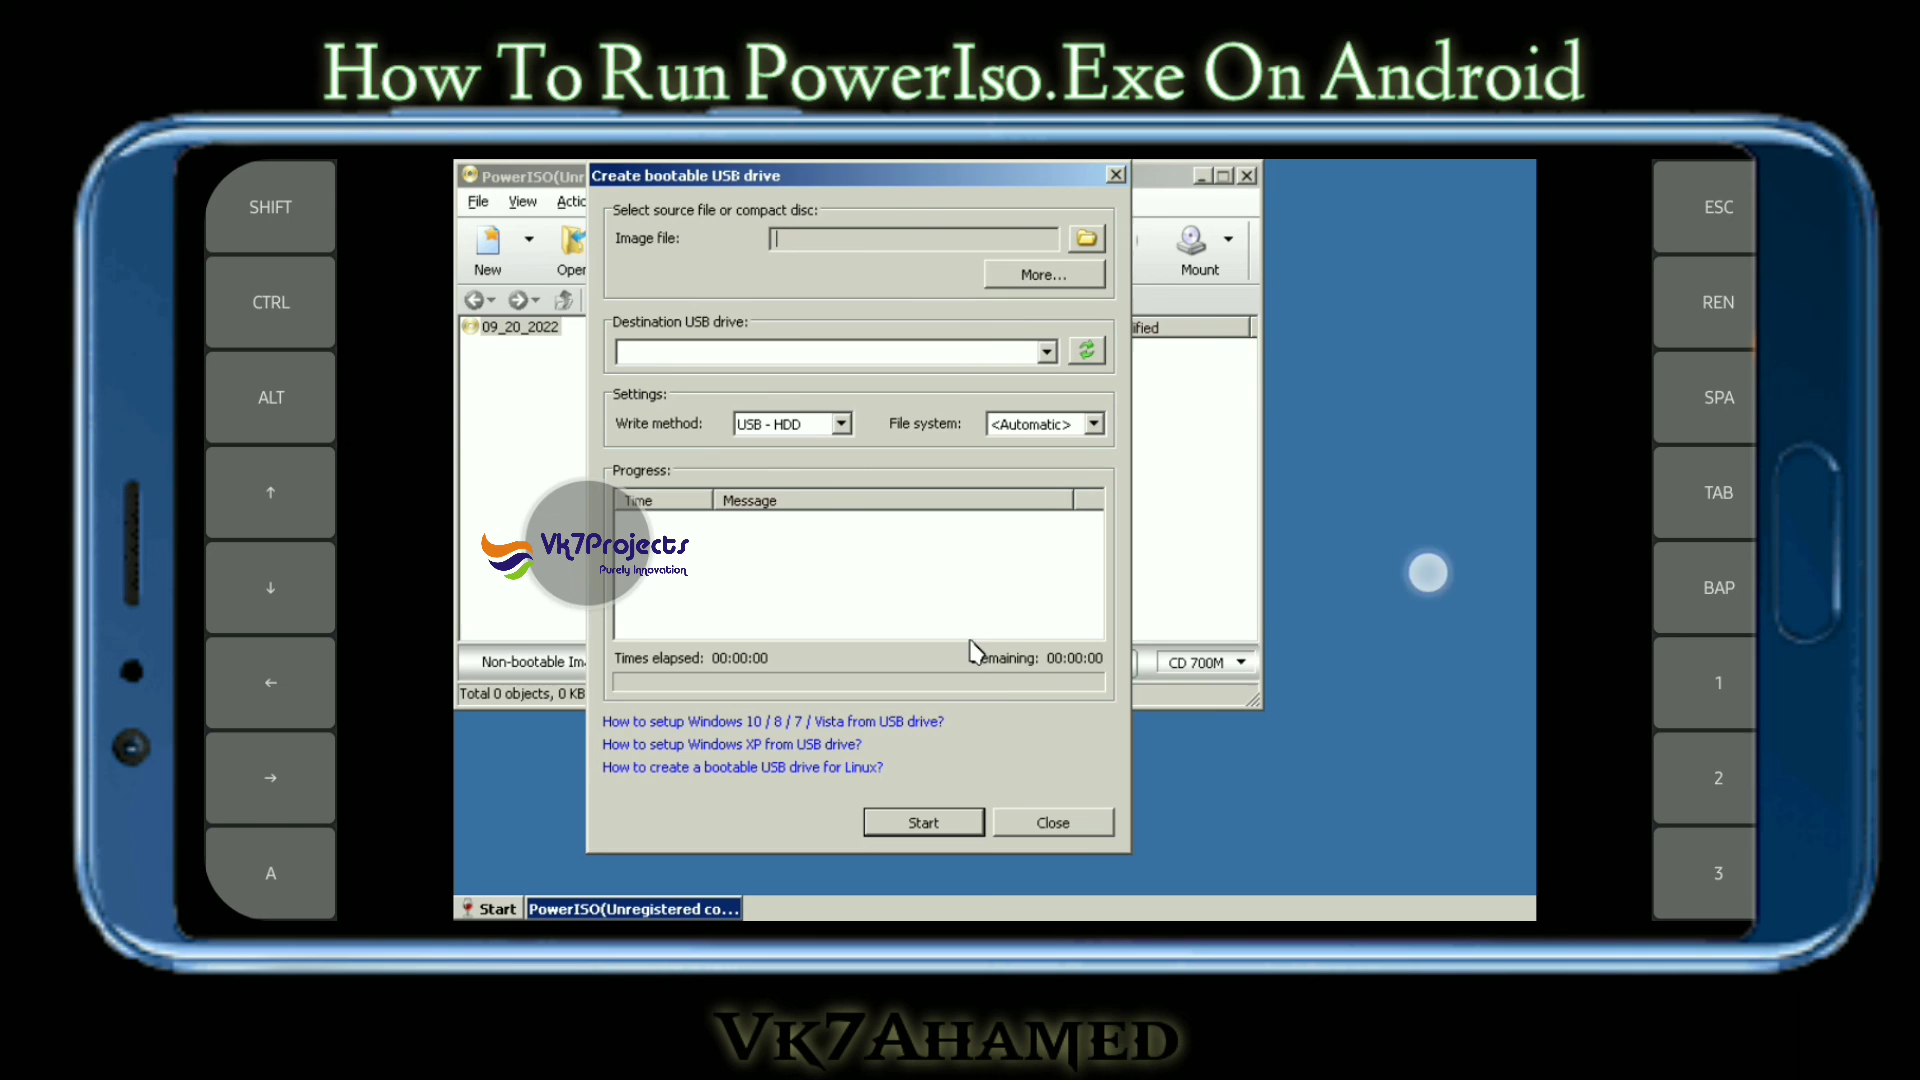 How To Run PowerIso.Exe On Android
SHIFT
CTRL
ALT
↑
↓
←
→
A
PowerISO(Unr
File View Actio
New Open
09_20_2022
Non-bootable Im
Total 0 objects, 0 KB
Create bootable USB drive
Select source file or compact disc:
Image file:
More...
Destination USB drive:
Settings:
Write method: USB - HDD File system: <Automatic>
Progress:
Time Message
Vk7Projects
Purely Innovation
Times elapsed: 00:00:00 emaining: 00:00:00
How to setup Windows 10 / 8 / 7 / Vista from USB drive?
How to setup Windows XP from USB drive?
How to create a bootable USB drive for Linux?
Start Close
Mount
ified
CD 700M
Start PowerISO(Unregistered co...
ESC
REN
SPA
TAB
BAP
1
2
3
Vk7Ahamed